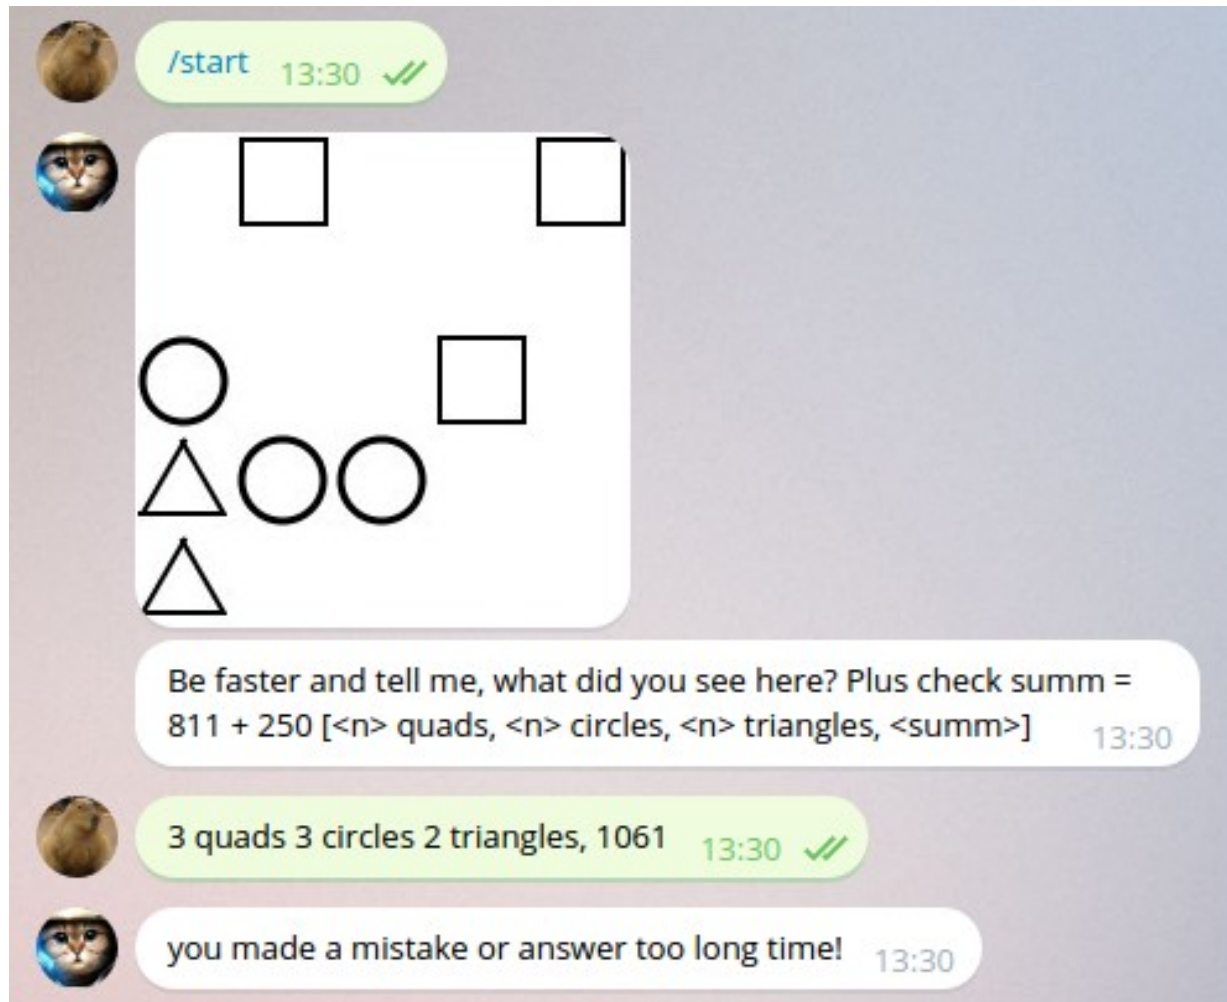 /start 13:30
Be faster and tell me, what did you see here? Plus check summ =
811 + 250 [<n> quads, <n> circles, <n> triangles, <summ>] 13:30
3 quads 3 circles 2 triangles, 1061 13:30
you made a mistake or answer too long time! 13:30